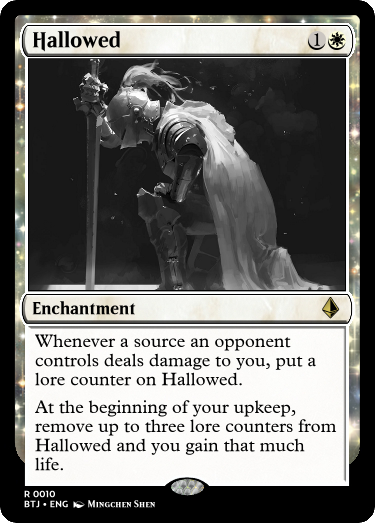 Hallowed
1
Enchantment
Whenever a source an opponent
controls deals damage to you, put a
lore counter on Hallowed.
At the beginning of your upkeep,
remove up to three lore counters from
Hallowed and you gain that much
life.
R 0010
BTJ • ENG Mingchen Shen